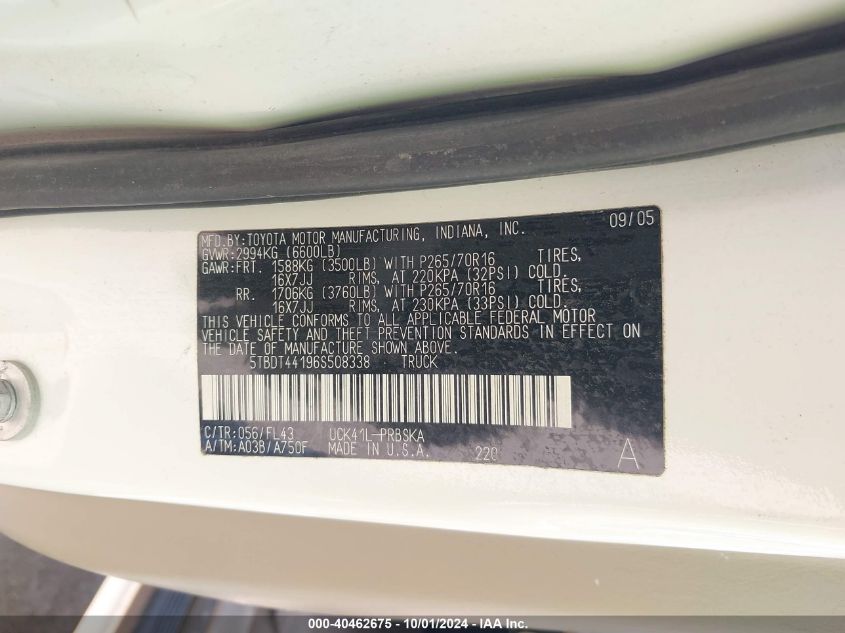 09/05
MFD.BY:TOYOTA MOTOR MANUFACTURING, INDIANA, INC.
GVWR:2994KG (6600LB)
GAWR:FRT. 1588KG (3500LB) WITH P265/70R16 TIRES,
16X7JJ RIMS, AT 220KPA (32PSI) COLD.
RR. 1706KG (3760LB) WITH P265/70R16 TIRES,
16X7JJ RIMS, AT 230KPA (33PSI) COLD.
THIS VEHICLE CONFORMS TO ALL APPLICABLE FEDERAL MOTOR
VEHICLE SAFETY AND THEFT PREVENTION STANDARDS IN EFFECT ON
THE DATE OF MANUFACTURE SHOWN ABOVE.
5TBDT44196S508338 TRUCK
C/TR:056/FL43 UCK41L-PRBSKA
A/TM:A03B/A750F MADE IN U.S.A. 220 A
000-40462675 - 10/01/2024 - IAA Inc.